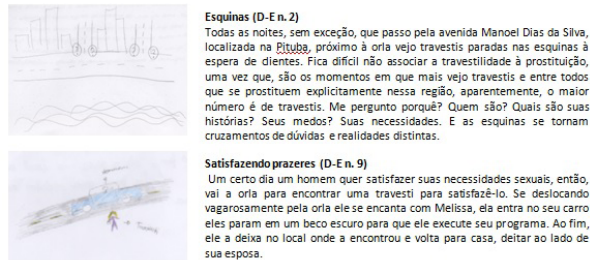 Esquinas (D-E n. 2)
Todas as noites, sem exceção, que passo pela avenida Manoel Dias da Silva,
localizada na Pituba, próximo à orla vejo travestis paradas nas esquinas à
espera de clientes. Fica difícil não associar a travestilidade à prostituição,
uma vez que, são os momentos em que mais vejo travestis e entre todos
que se prostituem explicitamente nessa região, aparentemente, o maior
número é de travestis. Me pergunto porquê? Quem são? Quais são suas
histórias? Seus medos? Suas necessidades. E as esquinas se tornam
cruzamentos de dúvidas e realidades distintas.
Satisfazendo prazeres (D-E n. 9)
Um certo dia um homem quer satisfazer suas necessidades sexuais, então,
vai a orla para encontrar uma travesti para satisfazê-lo. Se deslocando
vagarosamente pela orla ele se encanta com Melissa, ela entra no seu carro
eles param em um beco escuro para que ele execute seu programa. Ao fim,
ele a deixa no local onde a encontrou e volta para casa, deitar ao lado de
sua esposa.